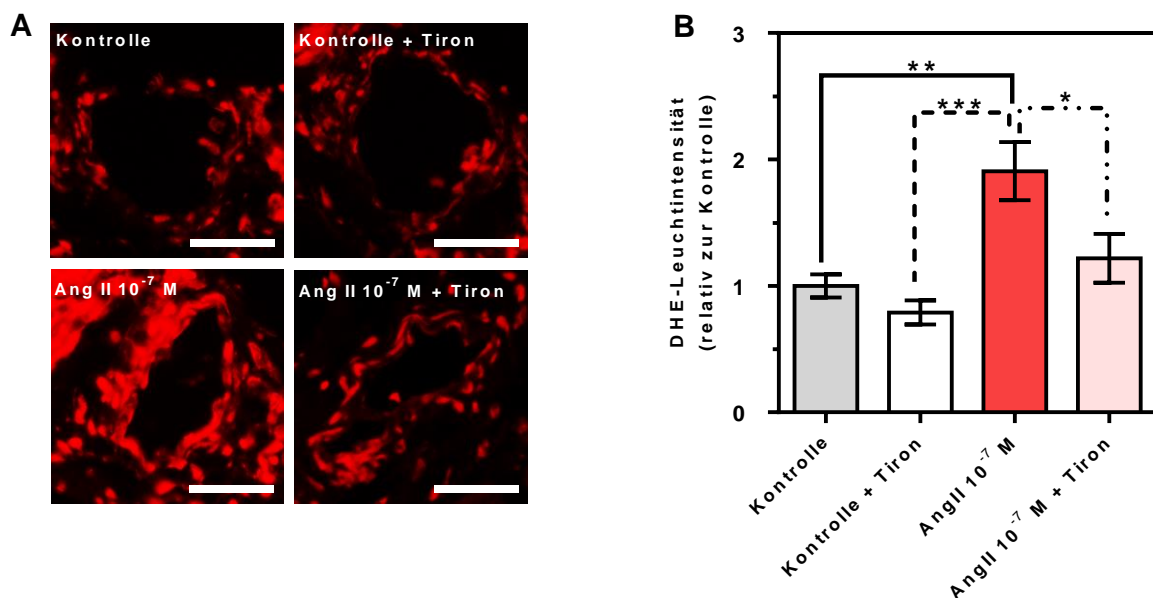 A
Kontrolle
Kontrolle + Tiron
Ang II 10⁻⁷ M
Ang II 10⁻⁷ M + Tiron
B
DHE-Leuchtintensität
(relativ zur Kontrolle)
3
2
1
0
**
***
*
Kontrolle
Kontrolle + Tiron
AngII 10⁻⁷ M
AngII 10⁻⁷ M + Tiron